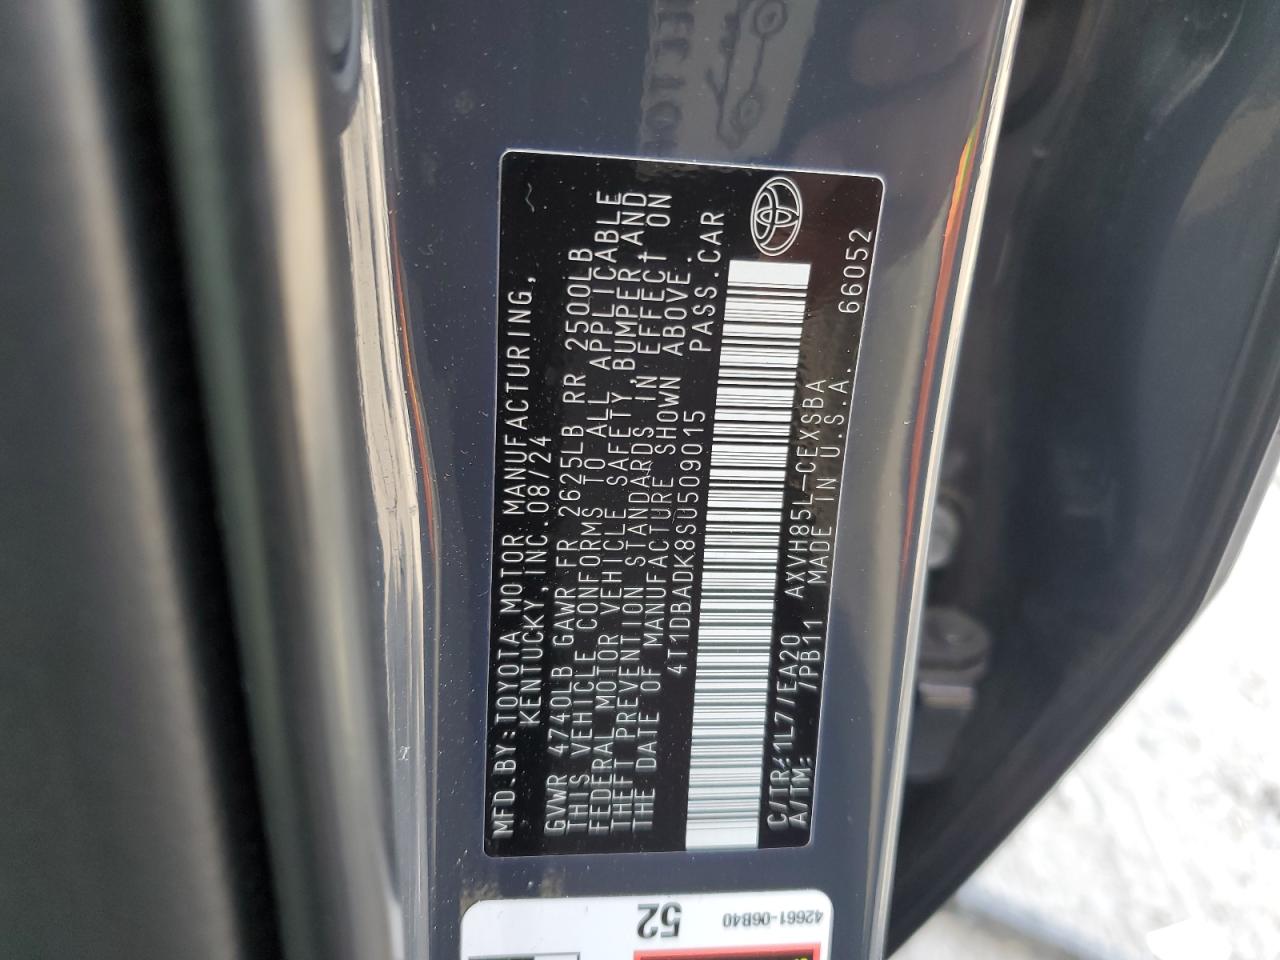 MFD.BY:TOYOTA MOTOR MANUFACTURING,
KENTUCKY,INC.08/24
GVWR 4740LB GAWR FR 2625LB RR 2500LB
THIS VEHICLE CONFORMS TO ALL APPLICABLE
FEDERAL MOTOR VEHICLE SAFETY,BUMPER,AND
THEFT PREVENTION STANDARDS IN EFFECT ON
THE DATE OF MANUFACTURE SHOWN ABOVE.
4T1DBADK8SU509015 PASS.CAR
C/TR:1L7/EA20 AXVH85L-CEXSBA
A/TM: /PB11 MADE IN U.S.A. 66052
52
42661-06B40